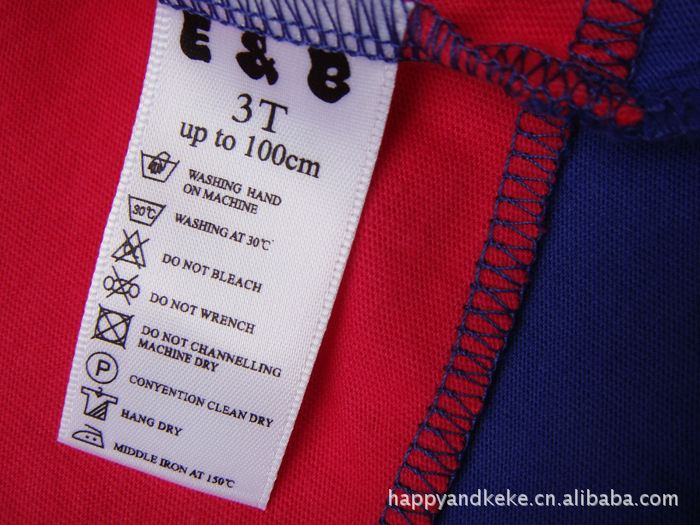 E & B
3T
up to 100cm
WASHING HAND
ON MACHINE
30℃
WASHING AT 30℃
DO NOT BLEACH
DO NOT WRENCH
DO NOT CHANNELLING
MACHINE DRY
P
CONYENTION CLEAN DRY
HANG DRY
MIDDLE IRON AT 150℃
happyandkeke.cn.alibaba.com